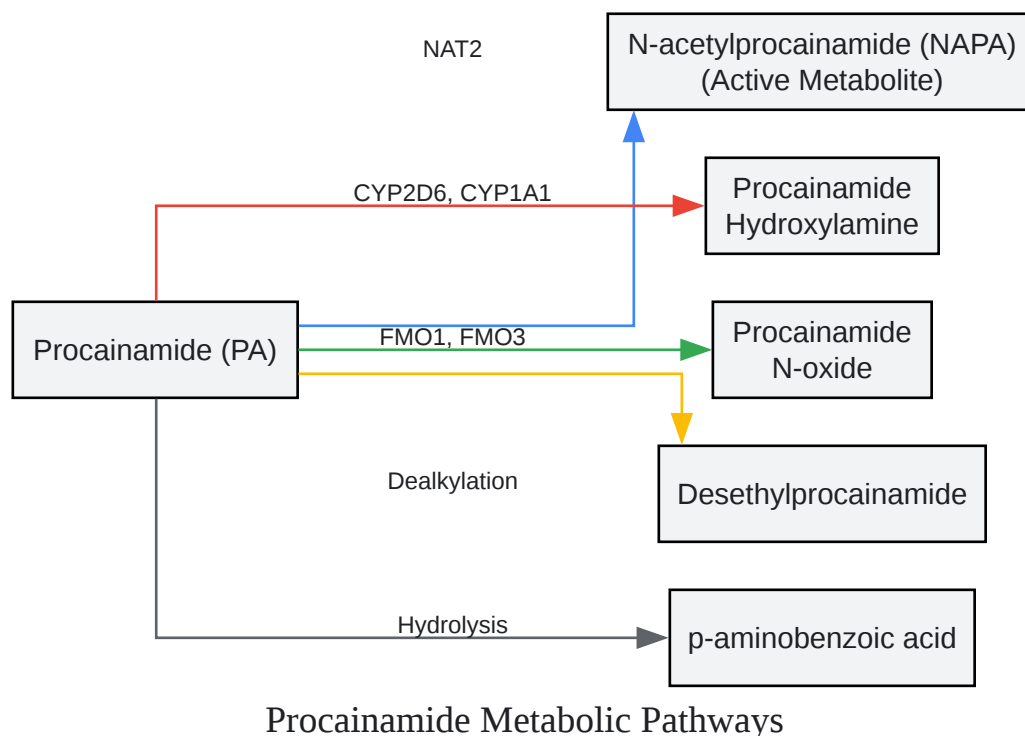 NAT2
N-acetylprocainamide (NAPA)
(Active Metabolite)
CYP2D6, CYP1A1
Procainamide
Hydroxylamine
Procainamide (PA)
FMO1, FMO3
Procainamide
N-oxide
Dealkylation
Desethylprocainamide
Hydrolysis
p-aminobenzoic acid
Procainamide Metabolic Pathways